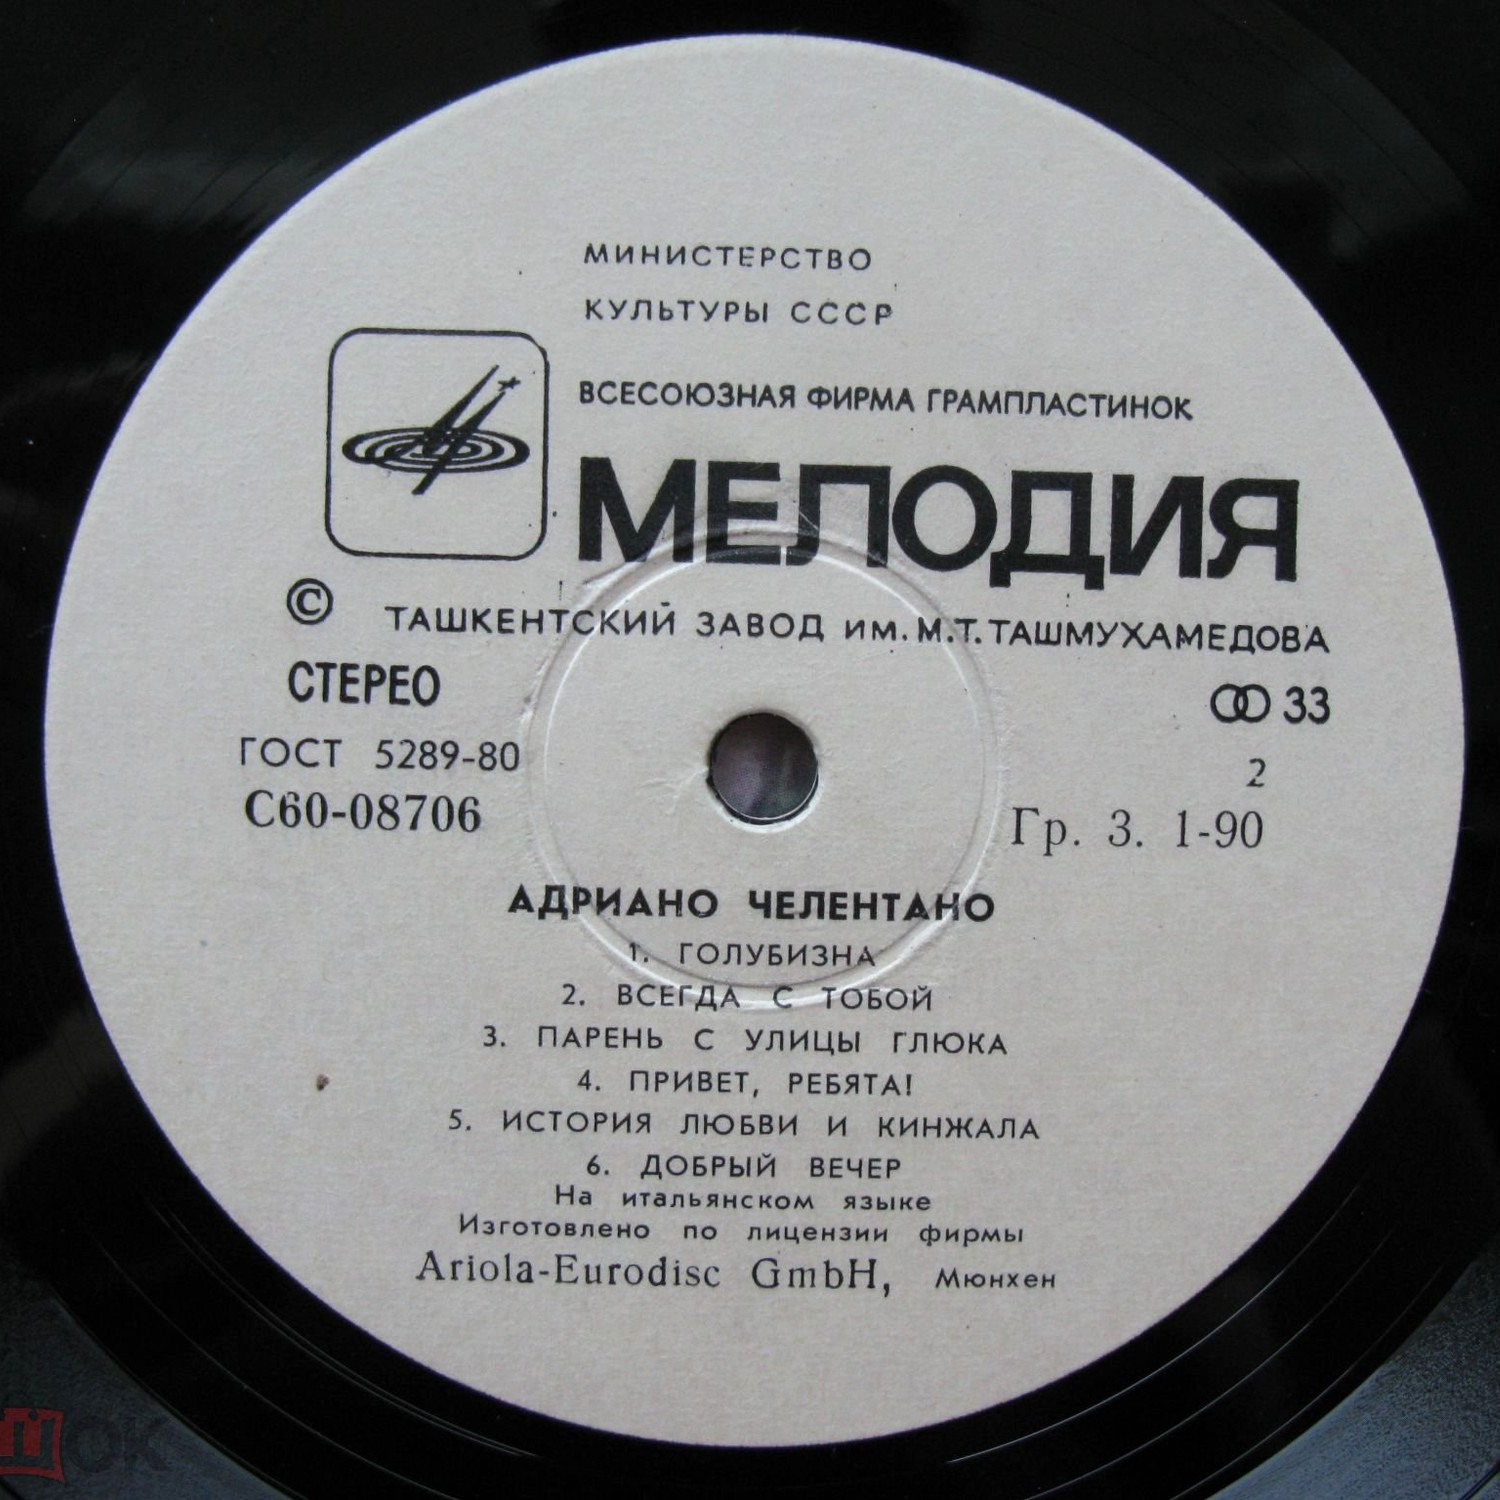 МИНИСТЕРСТВО
КУЛЬТУРЫ СССР
ВСЕСОЮЗНАЯ ФИРМА ГРАМПЛАСТИНОК
МЕЛОДИЯ
© ТАШКЕНТСКИЙ ЗАВОД ИМ. М.Т. ТАШМУХАМЕДОВА
СТЕРЕО 33
ГОСТ 5289-80 2
С60-08706 Гр. 3. 1-90
АДРИАНО ЧЕЛЕНТАНО
1. ГОЛУБИЗНА
2. ВСЕГДА С ТОБОЙ
3. ПАРЕНЬ С УЛИЦЫ ГЛЮКА
4. ПРИВЕТ, РЕБЯТА!
5. ИСТОРИЯ ЛЮБВИ И КИНЖАЛА
6. ДОБРЫЙ ВЕЧЕР
На итальянском языке
Изготовлено по лицензии фирмы
Ariola-Eurodisc GmbH, Мюнхен